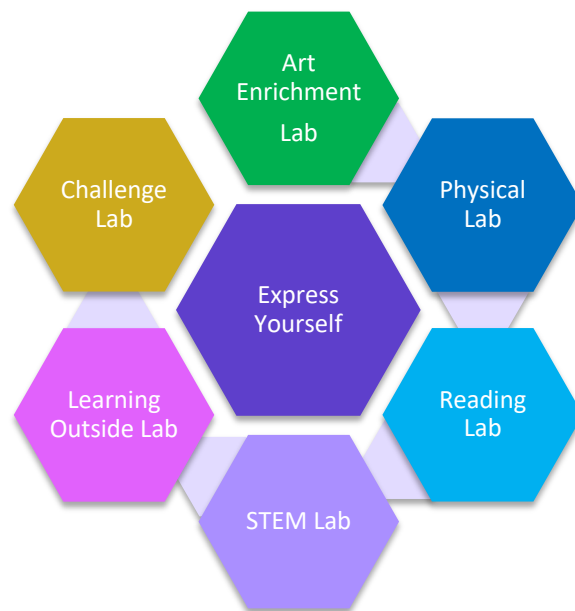 Art
Enrichment
Lab
Challenge
Lab
Physical
Lab
Express
Yourself
Learning
Outside Lab
Reading
Lab
STEM Lab